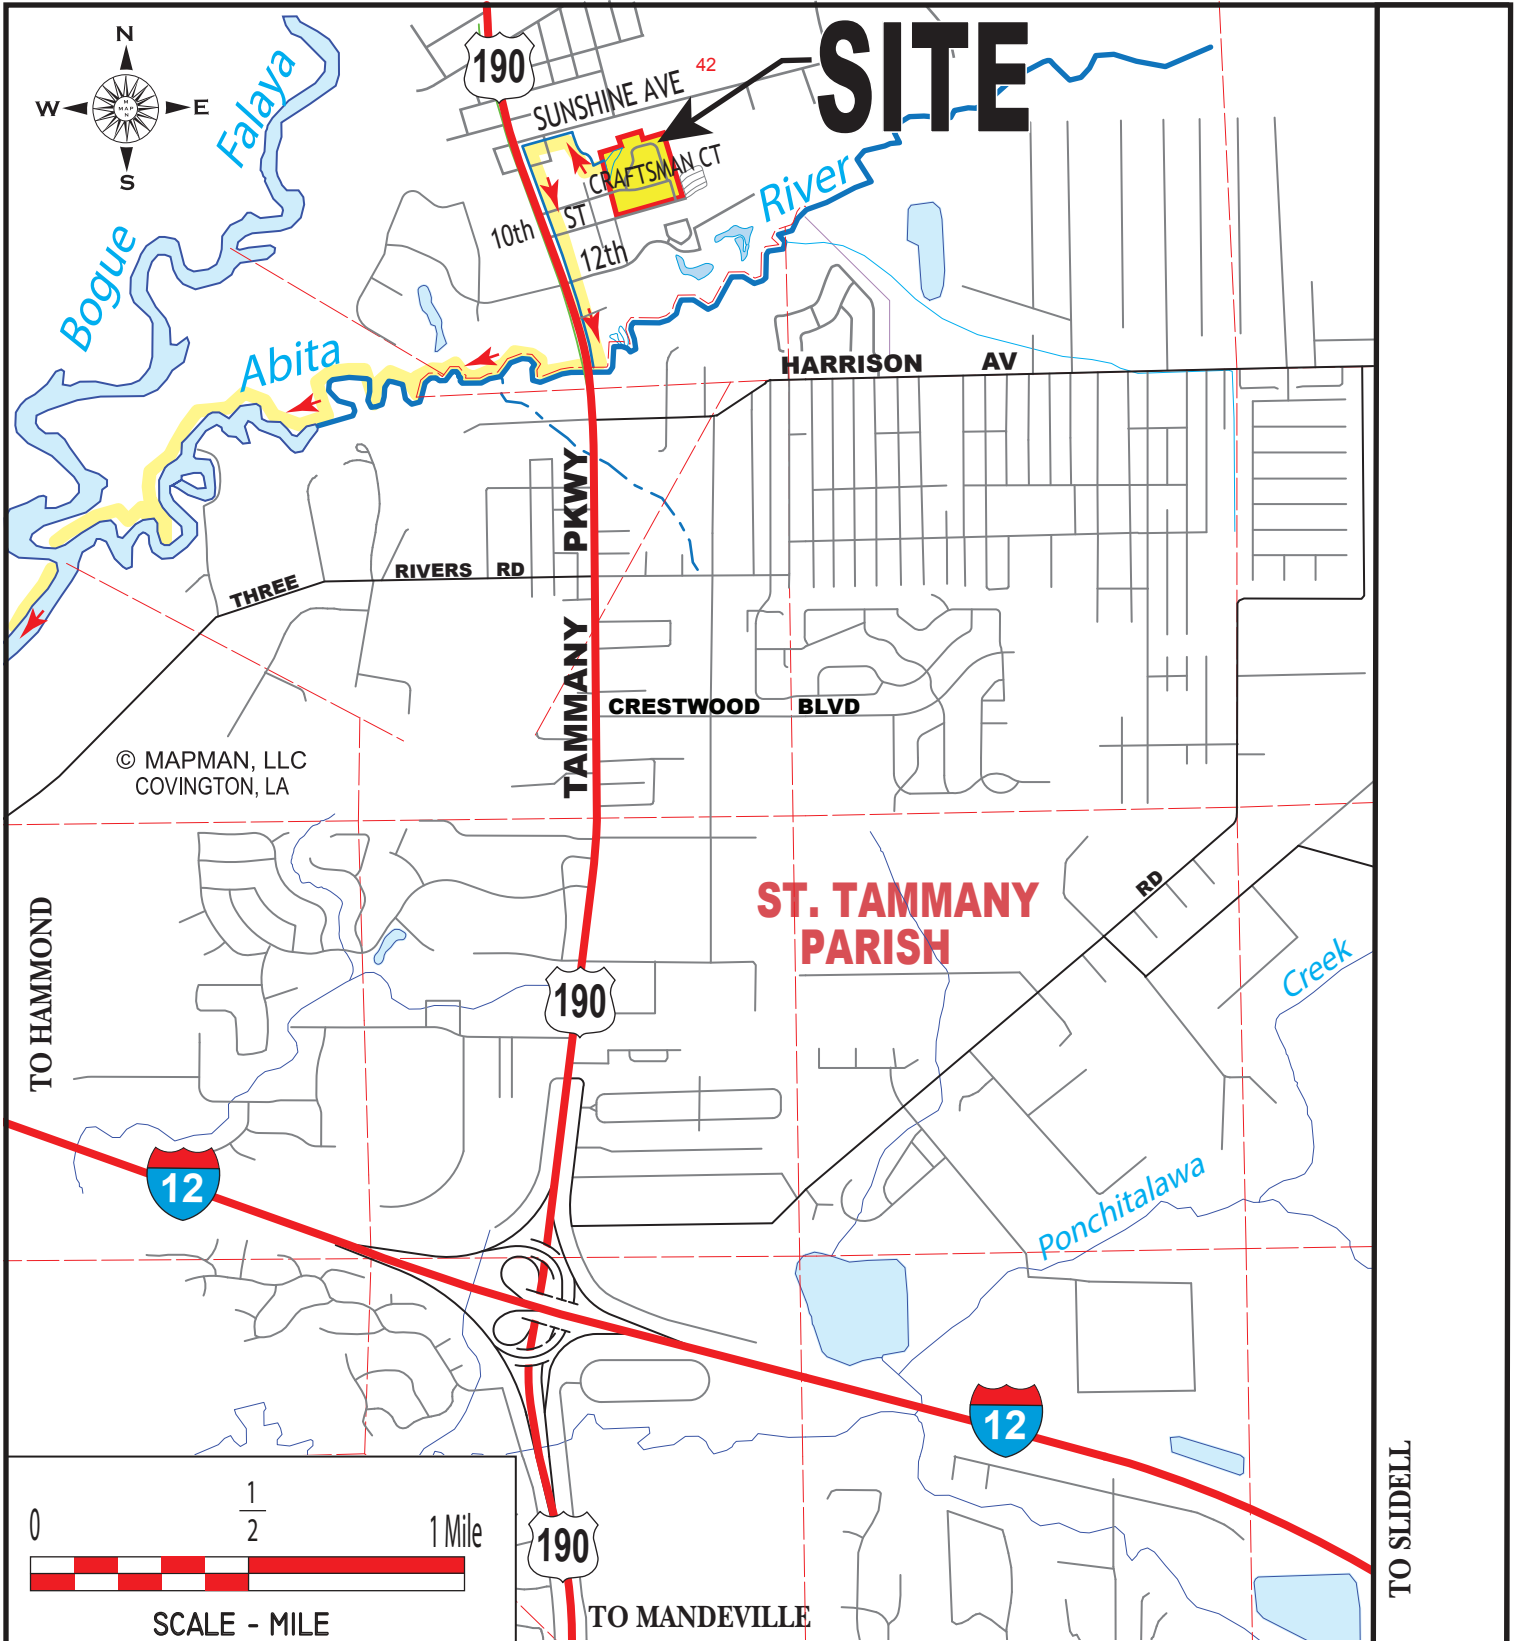 N
W
E
S
M
MAP
N
Falaya
Bogue
190
42
SITE
SUNSHINE AVE
CRAFTSMAN CT
10th
ST
12th
River
Abita
HARRISON AV
PKWY
THREE RIVERS RD
TAMMANY
CRESTWOOD BLVD
© MAPMAN, LLC
COVINGTON, LA
ST. TAMMANY
PARISH
RD
Creek
TO HAMMOND
190
12
Ponchitalawa
12
TO SLIDELL
0
1
2
1 Mile
SCALE - MILE
190
TO MANDEVILLE